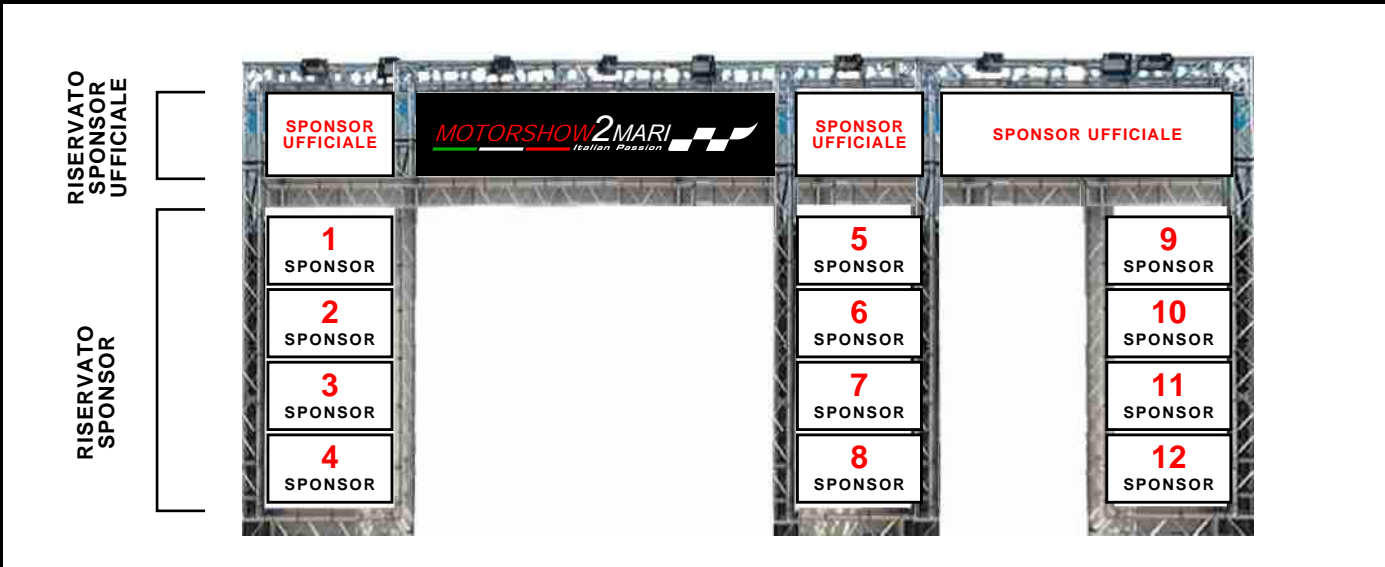 RISERVATO
SPONSOR
UFFICIALE
SPONSOR
UFFICIALE
MOTORSHOW2MARI
Italian Passion
SPONSOR
UFFICIALE
SPONSOR UFFICIALE
RISERVATO
SPONSOR
1
SPONSOR
2
SPONSOR
3
SPONSOR
4
SPONSOR
5
SPONSOR
6
SPONSOR
7
SPONSOR
8
SPONSOR
9
SPONSOR
10
SPONSOR
11
SPONSOR
12
SPONSOR